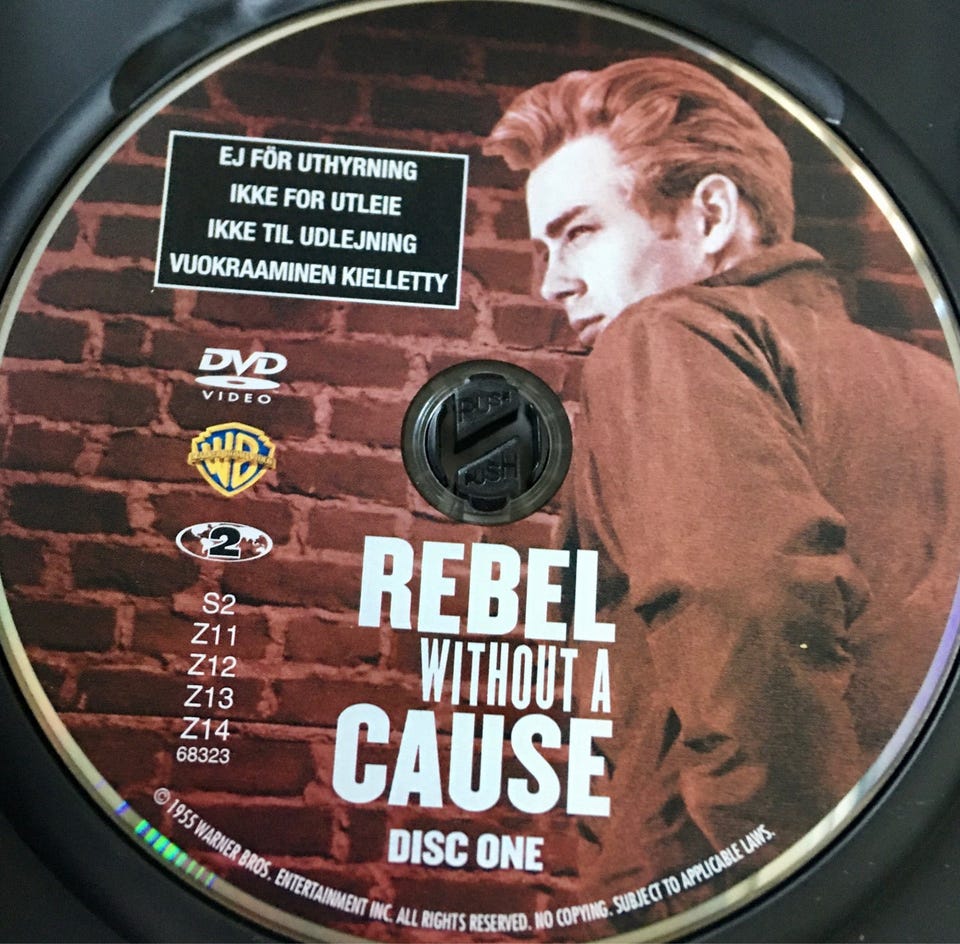 EJ FÖR UTHYRNING
IKKE FOR UTLEIE
IKKE TIL UDLEJNING
VUOKRAAMINEN KIELLETTY
DVD
VIDEO
WB
2
PUSH
PUSH
S2
Z11
Z12
Z13
Z14
68323
REBEL
WITHOUT A
CAUSE
DISC ONE
© 1955 WARNER BROS. ENTERTAINMENT INC. ALL RIGHTS RESERVED. NO COPYING. SUBJECT TO APPLICABLE LAWS.